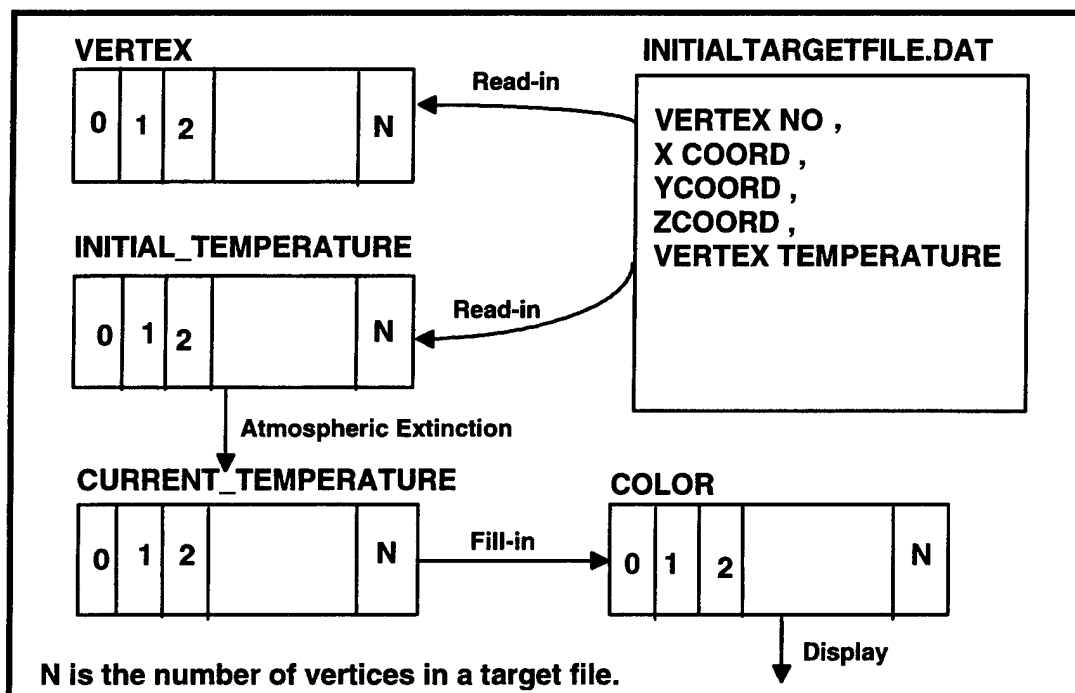 VERTEX
0 1 2 N
Read-in
INITIALTARGETFILE.DAT
VERTEX NO ,
X COORD ,
YCOORD ,
ZCOORD ,
VERTEX TEMPERATURE
INITIAL_TEMPERATURE
0 1 2 N
Read-in
Atmospheric Extinction
CURRENT_TEMPERATURE
0 1 2 N
Fill-in
COLOR
0 1 2 N
Display
N is the number of vertices in a target file.